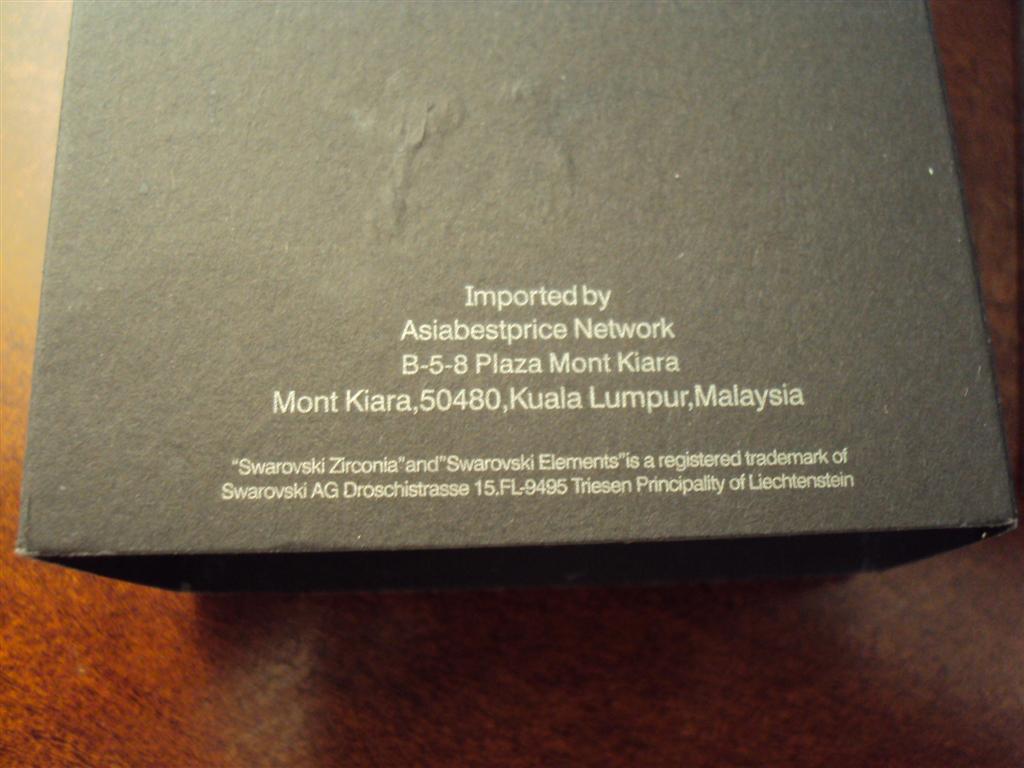 Imported by
Asiabestprice Network
B-5-8 Plaza Mont Kiara
Mont Kiara,50480,Kuala Lumpur,Malaysia
"Swarovski Zirconia"and"Swarovski Elements"is a registered trademark of
Swarovski AG Droschistrasse 15.FL-9495 Triesen Principality of Liechtenstein